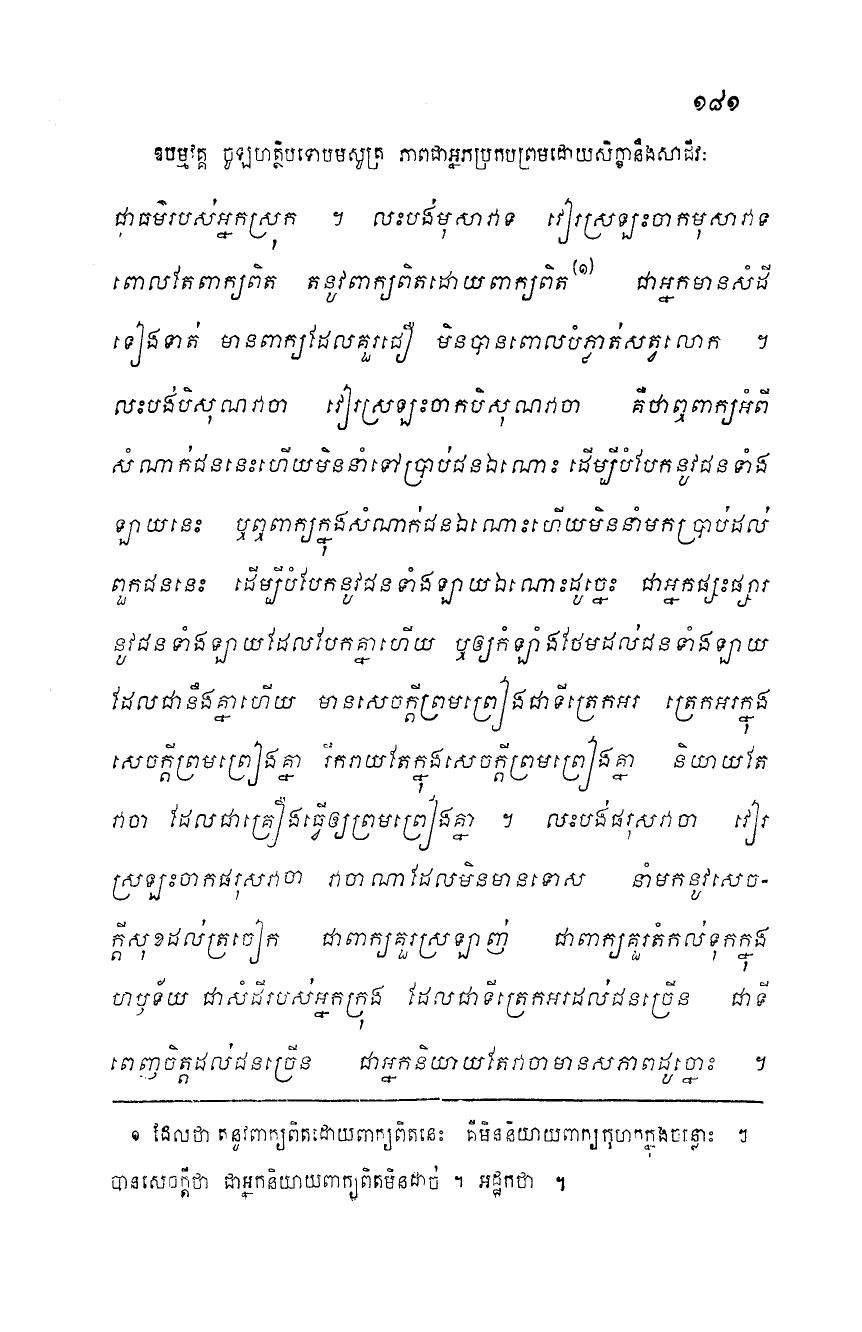 ១៨១
ឱបម្មវគ្គ ចូឡហត្ថិបទោបមសូត្រ ភាពជាអ្នកប្រកបព្រមដោយសិក្ខានឹងសាជីវៈ
ជាធម៌របស់អ្នកស្រុក ។ លះបង់មុសាវាទ វៀរស្រឡះចាកមុសាវាទ
ពោលតែពាក្យពិត តនូវពាក្យពិតដោយពាក្យពិត(១) ជាអ្នកមានសំដី
ទៀងទាត់ មានពាក្យដែលគួរជឿ មិនបានពោលបំភ្លាត់សត្វលោក ។
លះបង់បិសុណវាចា វៀរស្រឡះចាកបិសុណវាចា គឺថាឮពាក្យអំពី
សំណាក់ជននេះហើយមិននាំទៅប្រាប់ជនឯណោះ ដើម្បីបំបែកនូវជនទាំង
ឡាយនេះ ឬឮពាក្យក្នុងសំណាក់ជនឯណោះហើយមិននាំមកប្រាប់ដល់
ពួកជននេះ ដើម្បីបំបែកនូវជនទាំងឡាយឯណោះដូច្នេះ ជាអ្នកផ្សះផ្សារ
នូវជនទាំងឡាយដែលបែកគ្នាហើយ ឬឲ្យកំឡាំងថែមដល់ជនទាំងឡាយ
ដែលជានឹងគ្នាហើយ មានសេចក្តីព្រមព្រៀងជាទីត្រេកអរ ត្រេកអរក្នុង
សេចក្តីព្រមព្រៀងគ្នា រីករាយតែក្នុងសេចក្តីព្រមព្រៀងគ្នា និយាយតែ
វាចា ដែលជាគ្រឿងធ្វើឲ្យព្រមព្រៀងគ្នា ។ លះបង់ផរុសវាចា វៀរ
ស្រឡះចាកផរុសវាចា វាចាណាដែលមិនមានទោស នាំមកនូវសេច-
ក្តីសុខដល់ត្រចៀក ជាពាក្យគួរស្រឡាញ់ ជាពាក្យគួរតំកល់ទុកក្នុង
ហឫទ័យ ជាសំដីរបស់អ្នកក្រុង ដែលជាទីត្រេកអរដល់ជនច្រើន ជាទី
ពេញចិត្តដល់ជនច្រើន ជាអ្នកនិយាយតែវាចាមានសភាពដូច្នោះ ។
១ ដែលថា តនូវពាក្យពិតដោយពាក្យពិតនេះ គឺមិននិយាយពាក្យកុហកក្នុងចន្លោះ ៗ
បានសេចក្តីថា ជាអ្នកនិយាយពាក្យពិតមិនដាច់ ។ អដ្ឋកថា ។